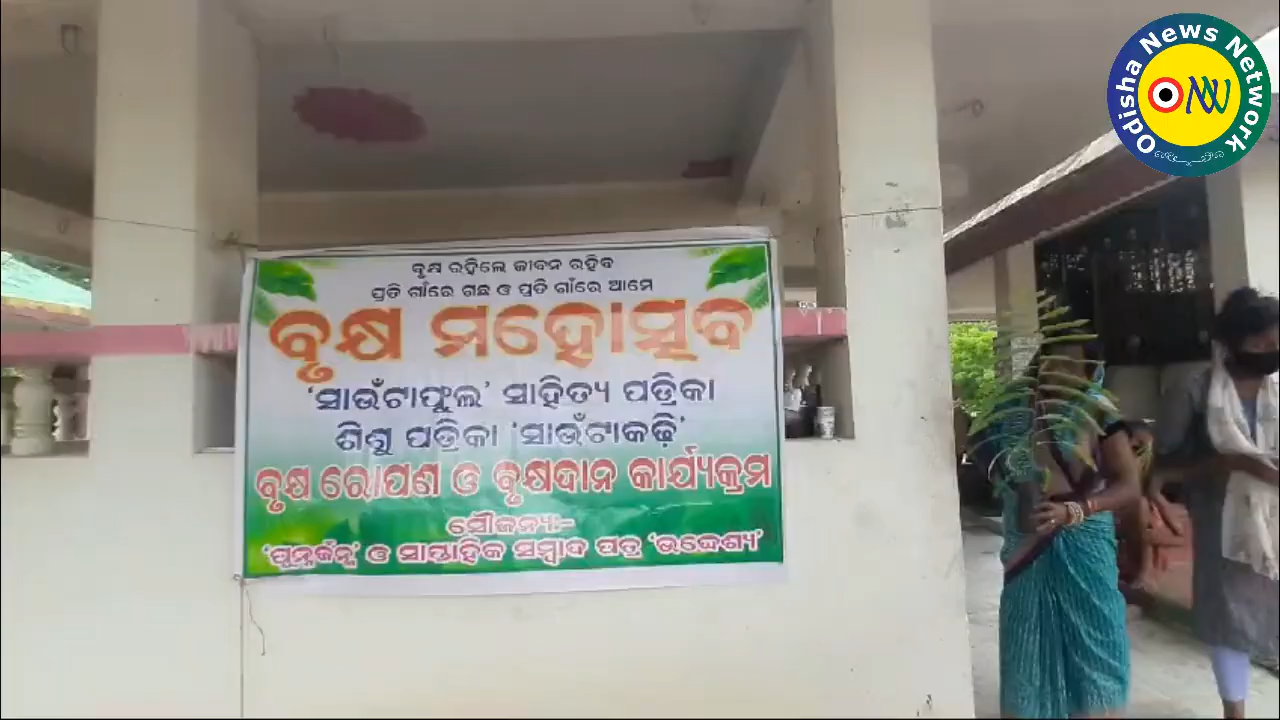 Odisha News Network
ବୃକ୍ଷ ରହିଲେ ଜୀବନ ରହିବ
ପ୍ରତି ଗାଁରେ ଗଛ ଓ ପ୍ରତି ଗାଁରେ ଆମେ
ବୃକ୍ଷ ମହୋତ୍ସବ
‘ସାଉଁଟାଫୁଲ’ ସାହିତ୍ୟ ପତ୍ରିକା
ଶିଶୁ ପତ୍ରିକା ‘ସାଉଁଟାକଢ଼ି’
ବୃକ୍ଷ ରୋପଣ ଓ ବୃକ୍ଷଦାନ କାର୍ଯ୍ୟକ୍ରମ
ସୌଜନ୍ୟଃ-
ଓ ସାପ୍ତାହିକ ସମ୍ବାଦ ପତ୍ର ‘ଉଦ୍ଦେଶ୍ୟ’